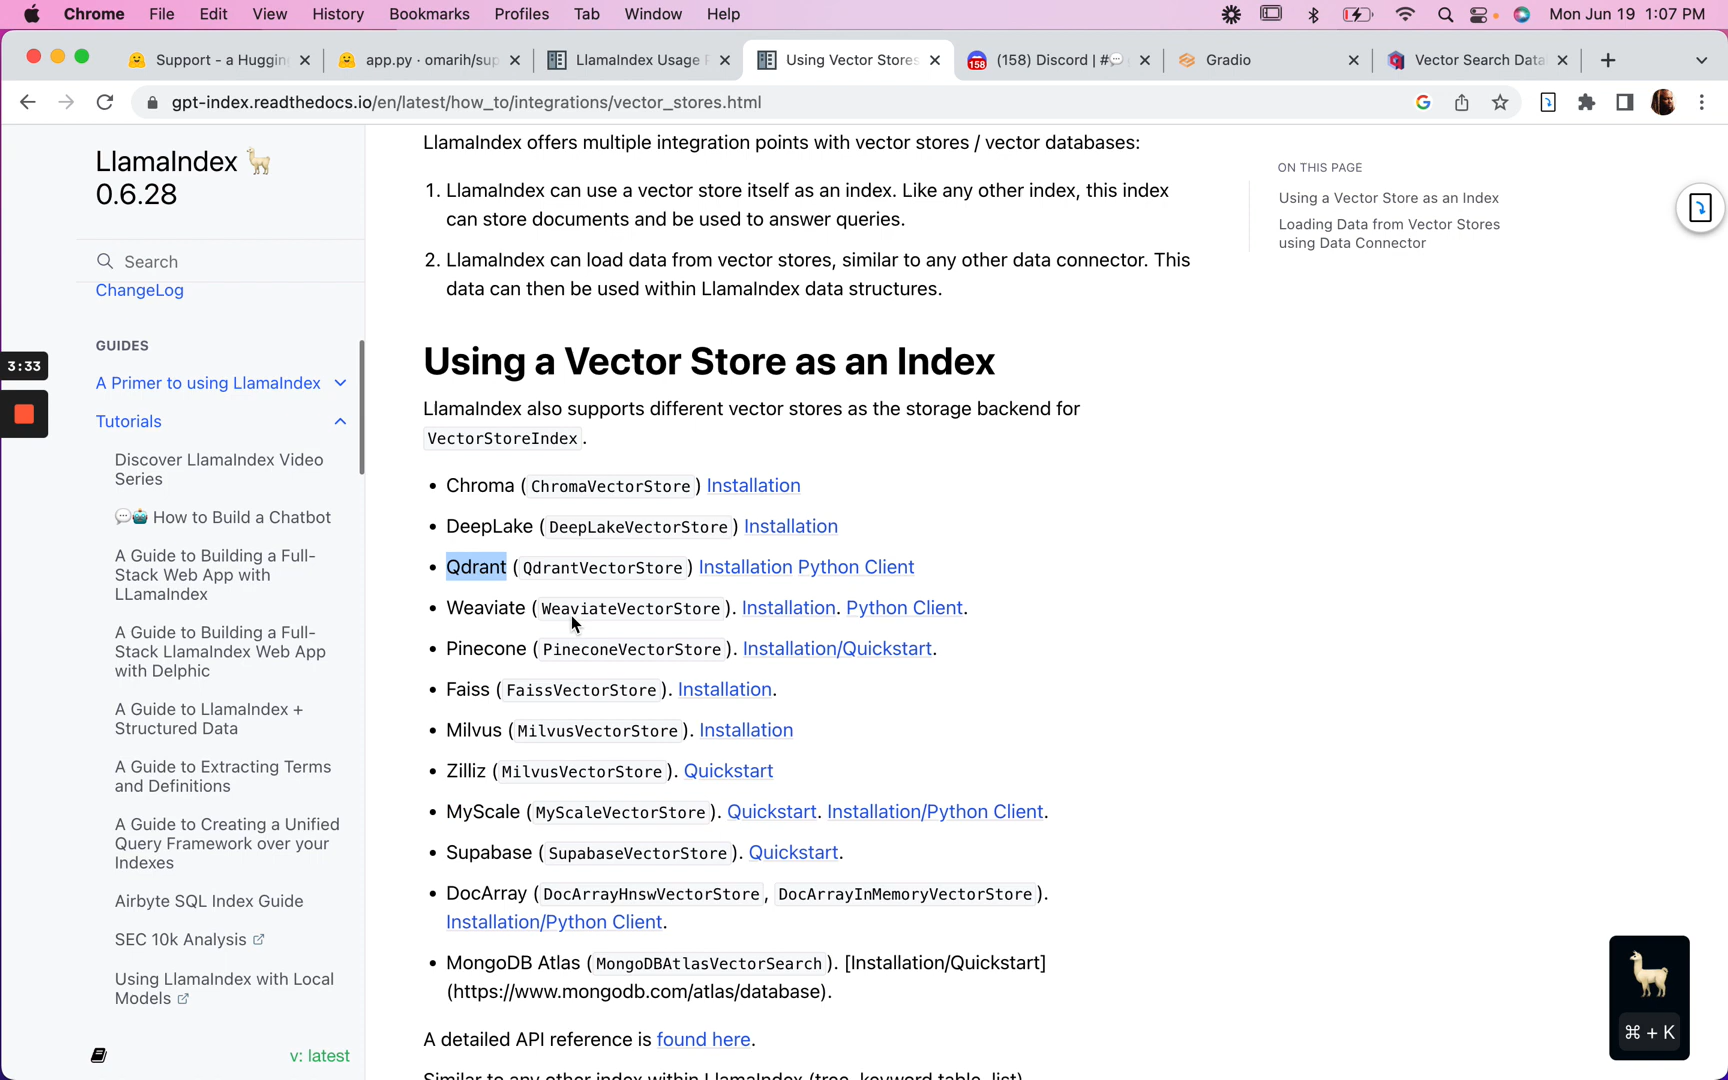 Chrome File Edit View History Bookmarks Profiles Tab Window Help Mon Jun 19 1:07 PM
Support - a Huggin app.py · omarih/sup LlamaIndex Usage Using Vector Stores (158) Discord | # Gradio Vector Search Data
gpt-index.readthedocs.io/en/latest/how_to/integrations/vector_stores.html
LlamaIndex
0.6.28
Search
ChangeLog
GUIDES
A Primer to using LlamaIndex
Tutorials
Discover LlamaIndex Video
Series
How to Build a Chatbot
A Guide to Building a Full-
Stack Web App with
LLamaIndex
A Guide to Building a Full-
Stack LlamaIndex Web App
with Delphic
A Guide to LlamaIndex +
Structured Data
A Guide to Extracting Terms
and Definitions
A Guide to Creating a Unified
Query Framework over your
Indexes
Airbyte SQL Index Guide
SEC 10k Analysis
Using LlamaIndex with Local
Models
v: latest
3:33
LlamaIndex offers multiple integration points with vector stores / vector databases:
1. LlamaIndex can use a vector store itself as an index. Like any other index, this index
can store documents and be used to answer queries.
2. LlamaIndex can load data from vector stores, similar to any other data connector. This
data can then be used within LlamaIndex data structures.
Using a Vector Store as an Index
LlamaIndex also supports different vector stores as the storage backend for
VectorStoreIndex.
• Chroma (ChromaVectorStore) Installation
• DeepLake (DeepLakeVectorStore) Installation
• Qdrant (QdrantVectorStore) Installation Python Client
• Weaviate (WeaviateVectorStore). Installation. Python Client.
• Pinecone (PineconeVectorStore). Installation/Quickstart.
• Faiss (FaissVectorStore). Installation.
• Milvus (MilvusVectorStore). Installation
• Zilliz (MilvusVectorStore). Quickstart
• MyScale (MyScaleVectorStore). Quickstart. Installation/Python Client.
• Supabase (SupabaseVectorStore). Quickstart.
• DocArray (DocArrayHnswVectorStore, DocArrayInMemoryVectorStore).
Installation/Python Client.
• MongoDB Atlas (MongoDBAtlasVectorSearch). [Installation/Quickstart]
(https://www.mongodb.com/atlas/database).
A detailed API reference is found here.
Similar to any other index within LlamaIndex (tree, keyword table, list)
ON THIS PAGE
Using a Vector Store as an Index
Loading Data from Vector Stores
using Data Connector
⌘ + K